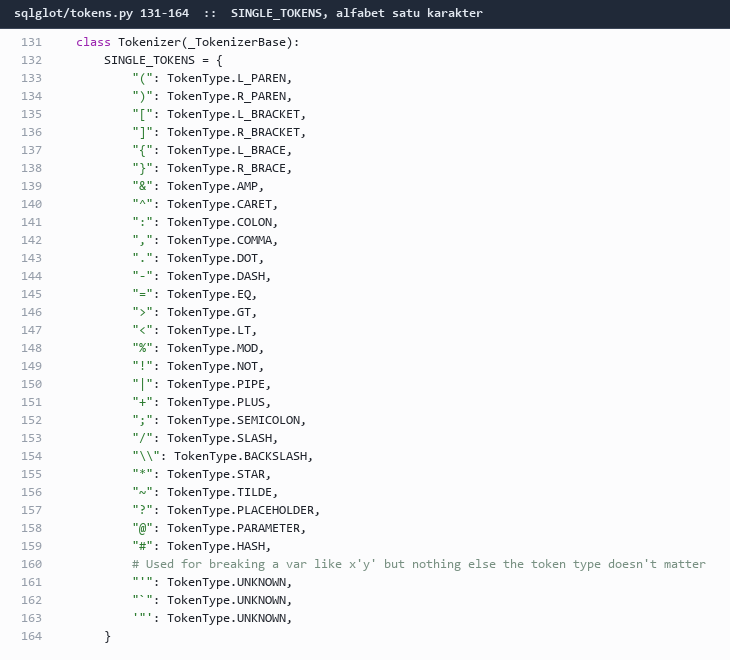 sqlglot/tokens.py 131-164  ::  SINGLE_TOKENS, alfabet satu karakter
131    class Tokenizer(_TokenizerBase):
132        SINGLE_TOKENS = {
133            "(": TokenType.L_PAREN,
134            ")": TokenType.R_PAREN,
135            "[": TokenType.L_BRACKET,
136            "]": TokenType.R_BRACKET,
137            "{": TokenType.L_BRACE,
138            "}": TokenType.R_BRACE,
139            "&": TokenType.AMP,
140            "^": TokenType.CARET,
141            ":": TokenType.COLON,
142            ",": TokenType.COMMA,
143            ".": TokenType.DOT,
144            "-": TokenType.DASH,
145            "=": TokenType.EQ,
146            ">": TokenType.GT,
147            "<": TokenType.LT,
148            "%": TokenType.MOD,
149            "!": TokenType.NOT,
150            "|": TokenType.PIPE,
151            "+": TokenType.PLUS,
152            ";": TokenType.SEMICOLON,
153            "/": TokenType.SLASH,
154            "\\": TokenType.BACKSLASH,
155            "*": TokenType.STAR,
156            "~": TokenType.TILDE,
157            "?": TokenType.PLACEHOLDER,
158            "@": TokenType.PARAMETER,
159            "#": TokenType.HASH,
160            # Used for breaking a var like x'y' but nothing else the token type doesn't matter
161            "'": TokenType.UNKNOWN,
162            "`": TokenType.UNKNOWN,
163            '"': TokenType.UNKNOWN,
164        }